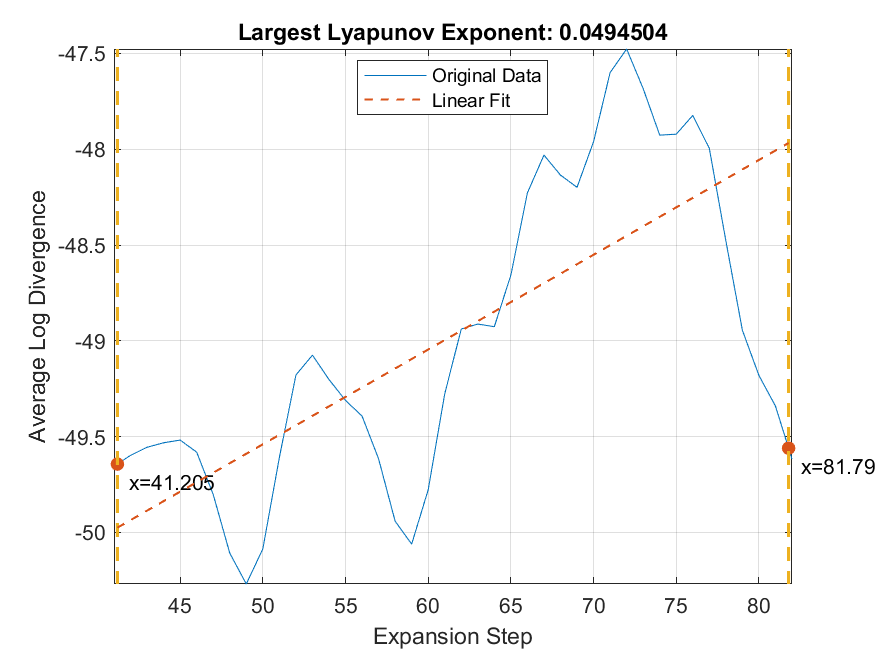 Largest Lyapunov Exponent: 0.0494504
Original Data
Linear Fit
-47.5
-48
-48.5
-49
-49.5
-50
Average Log Divergence
x=41.205
x=81.79
45 50 55 60 65 70 75 80
Expansion Step